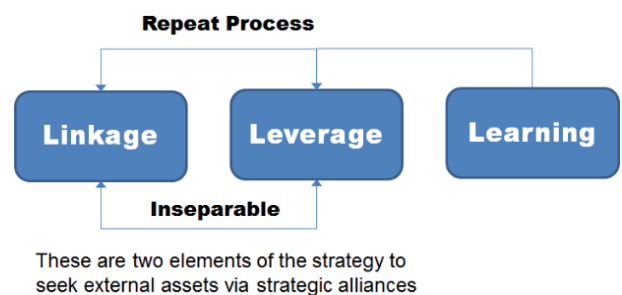 Repeat Process
Linkage
Leverage
Learning
Inseparable
These are two elements of the strategy to
seek external assets via strategic alliances